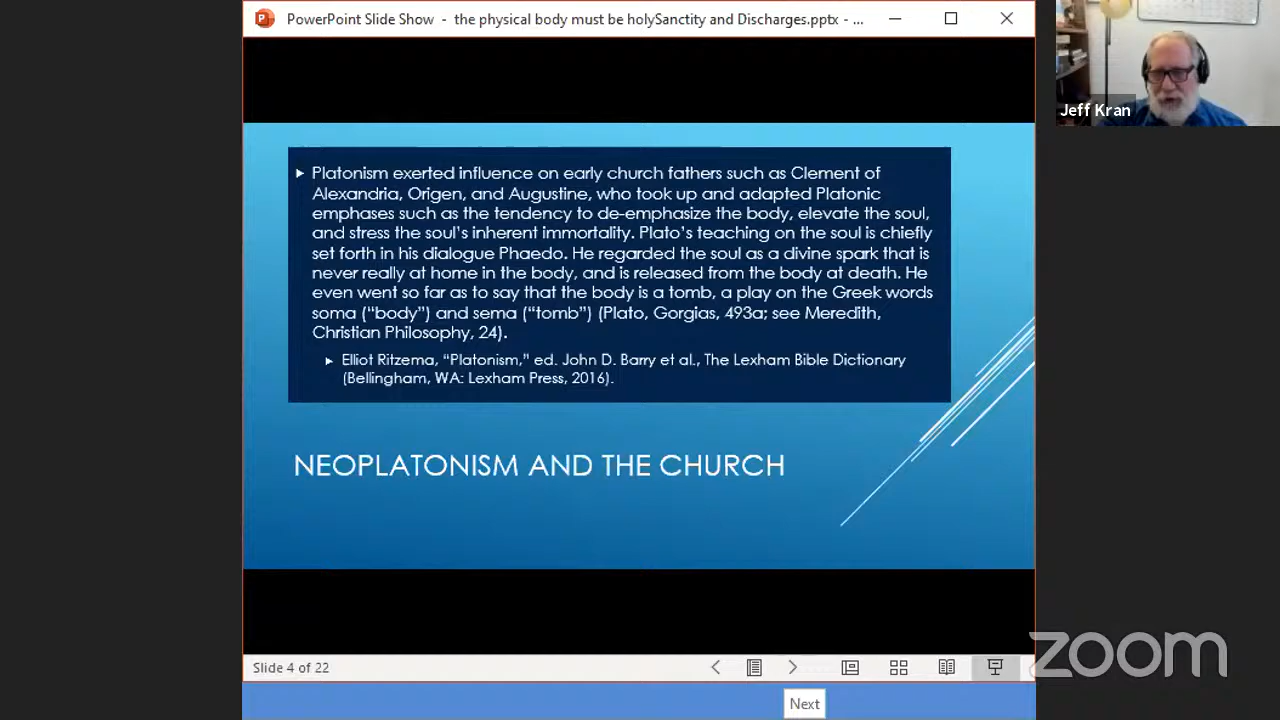 PowerPoint Slide Show - the physical body must be holySanctity and Discharges.pptx - ...
Jeff Kran
Platonism exerted influence on early church fathers such as Clement of
Alexandria, Origen, and Augustine, who took up and adapted Platonic
emphases such as the tendency to de-emphasize the body, elevate the soul,
and stress the soul's inherent immortality. Plato's teaching on the soul is chiefly
set forth in his dialogue Phaedo. He regarded the soul as a divine spark that is
never really at home in the body, and is released from the body at death. He
even went so far as to say that the body is a tomb, a play on the Greek words
soma (“body”) and sema (“tomb”) (Plato, Gorgias, 493a; see Meredith,
Christian Philosophy, 24).
Elliot Ritzema, “Platonism,” ed. John D. Barry et al., The Lexham Bible Dictionary
(Bellingham, WA: Lexham Press, 2016).
NEOPLATONISM AND THE CHURCH
Slide 4 of 22
zoom
Next